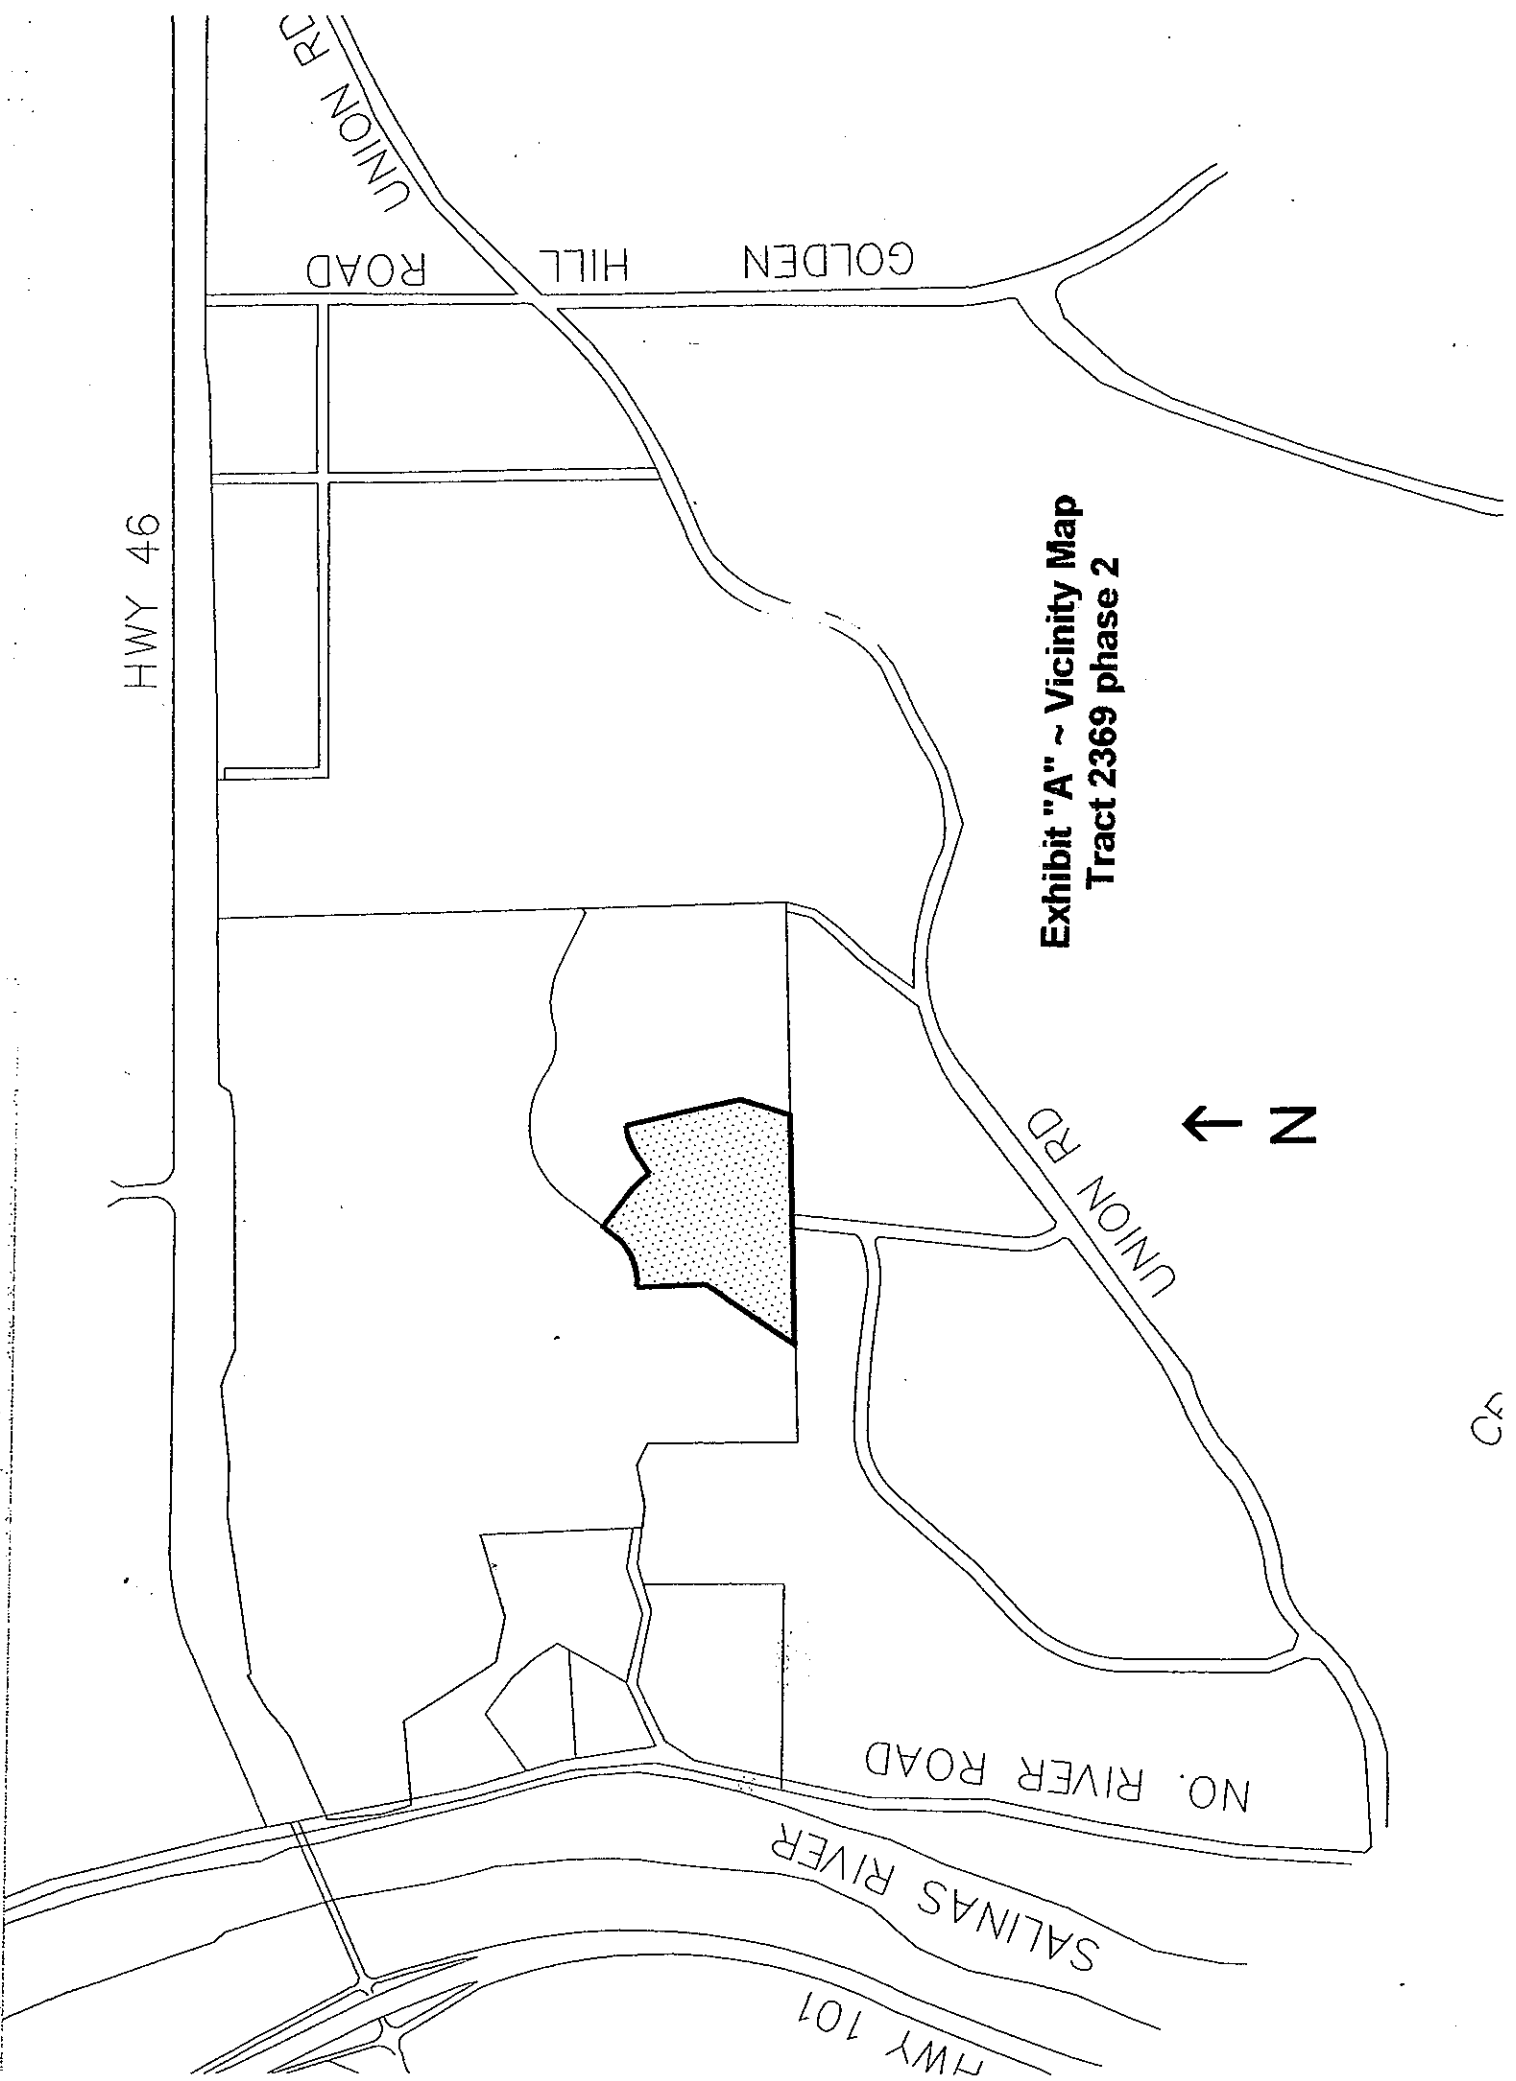 HWY 46
UNION RD
GOLDEN HILL ROAD
Exhibit "A" ~ Vicinity Map
Tract 2369 phase 2
N
UNION RD
NO. RIVER ROAD
SALINAS RIVER
HWY 101